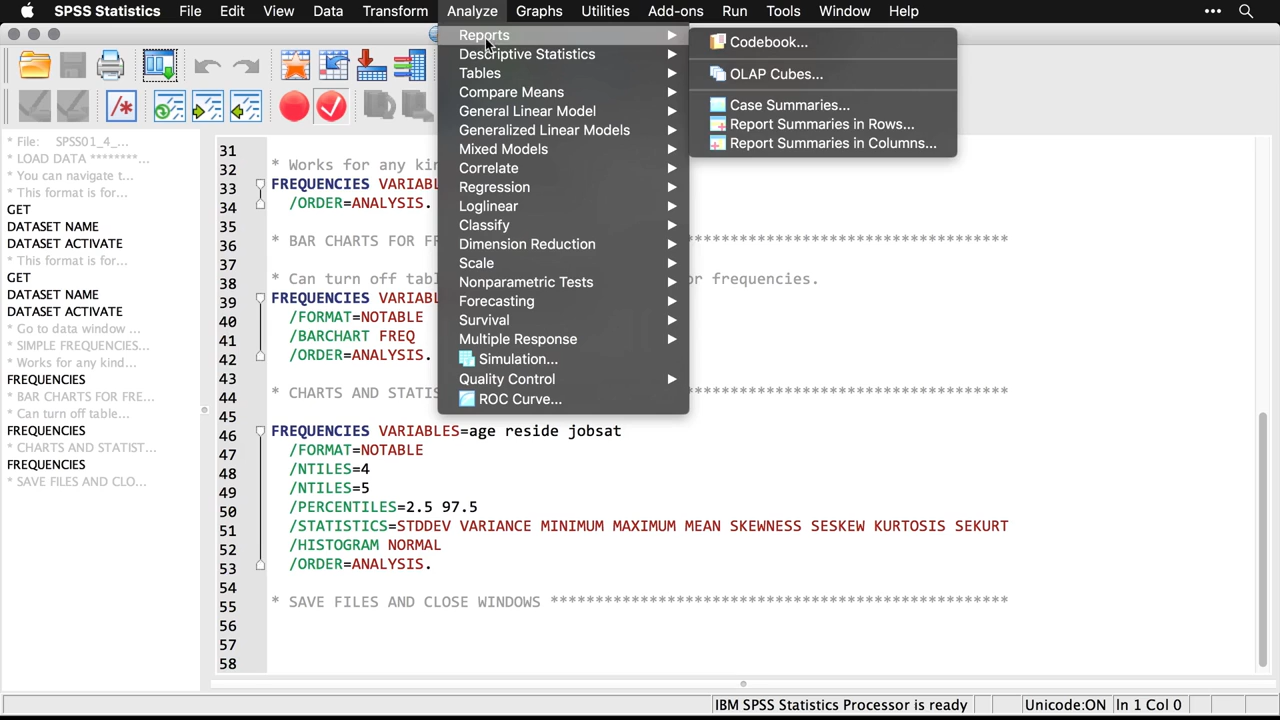 SPSS Statistics File Edit View Data Transform Analyze Graphs Utilities Add-ons Run Tools Window Help
Reports
Descriptive Statistics
Tables
Compare Means
General Linear Model
Generalized Linear Models
Mixed Models
Correlate
Regression
Loglinear
Classify
Dimension Reduction
Scale
Nonparametric Tests
Forecasting
Survival
Multiple Response
Simulation...
Quality Control
ROC Curve...
Codebook...
OLAP Cubes...
Case Summaries...
Report Summaries in Rows...
Report Summaries in Columns...
* File: SPSS01_4_...
* LOAD DATA ********...
* You can navigate t...
* This format is for...
GET
DATASET NAME
DATASET ACTIVATE
* This format is for...
GET
DATASET NAME
DATASET ACTIVATE
* Go to data window ...
* SIMPLE FREQUENCIES...
* Works for any kind...
FREQUENCIES
* BAR CHARTS FOR FRE...
* Can turn off table...
FREQUENCIES
* CHARTS AND STATIST...
FREQUENCIES
* SAVE FILES AND CLO...
31
32 * Works for any kin
33 FREQUENCIES VARIABL
34 /ORDER=ANALYSIS.
35
36 * BAR CHARTS FOR FR ***********************************
37
38 * Can turn off tabl or frequencies.
39 FREQUENCIES VARIABL
40 /FORMAT=NOTABLE
41 /BARCHART FREQ
42 /ORDER=ANALYSIS.
43
44 * CHARTS AND STATIS ***********************************
45
46 FREQUENCIES VARIABLES=age reside jobsat
47 /FORMAT=NOTABLE
48 /NTILES=4
49 /NTILES=5
50 /PERCENTILES=2.5 97.5
51 /STATISTICS=STDDEV VARIANCE MINIMUM MAXIMUM MEAN SKEWNESS SESKEW KURTOSIS SEKURT
52 /HISTOGRAM NORMAL
53 /ORDER=ANALYSIS.
54
55 * SAVE FILES AND CLOSE WINDOWS ***************************************************
56
57
58
IBM SPSS Statistics Processor is ready Unicode:ON In 1 Col 0